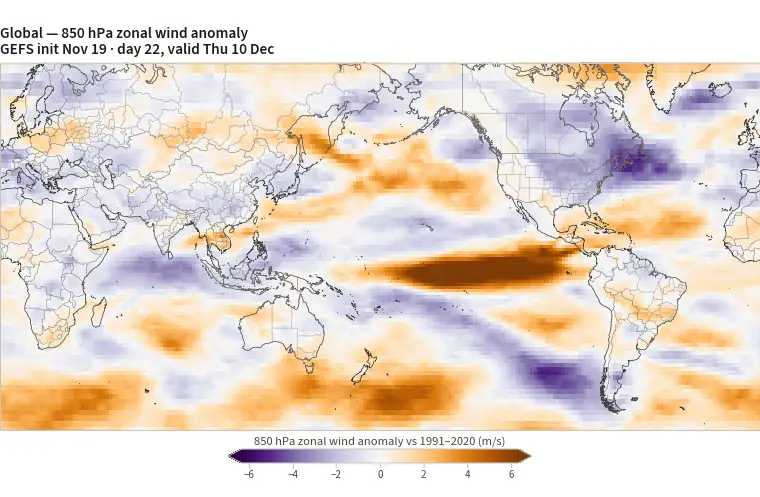 Global — 850 hPa zonal wind anomaly
GEFS init Nov 19 · day 22, valid Thu 10 Dec
850 hPa zonal wind anomaly vs 1991–2020 (m/s)
−6 −4 −2 0 2 4 6